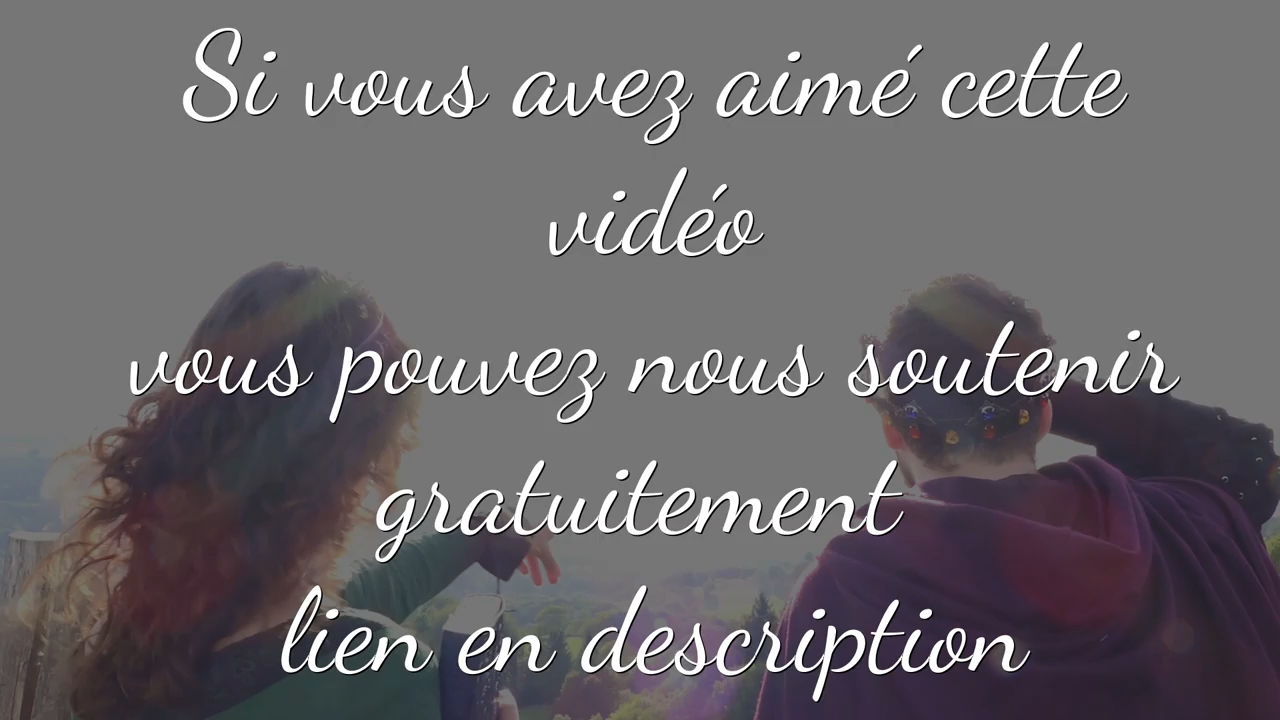 Si vous avez aimé cette
vidéo
vous pouvez nous soutenir
gratuitement
lien en description